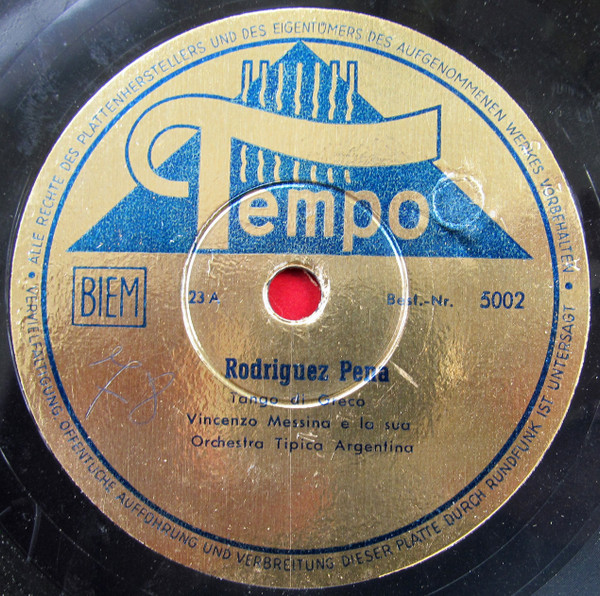 ALLE RECHTE DES PLATTENHERSTELLERS UND DES EIGENTÜMERS DES AUFGENOMMENEN WERKES VORBEHALTEN •
Tempo
BIEM
23 A
Best.-Nr. 5002
Rodriguez Pena
Tango di Greco
Vincenzo Messina e la sua
Orchestra Tipica Argentina
78
• VERVIELFÄLTIGUNG ÖFFENTLICHE AUFFÜHRUNG UND VERBREITUNG DIESER PLATTE DURCH RUNDFUNK IST UNTERSAGT